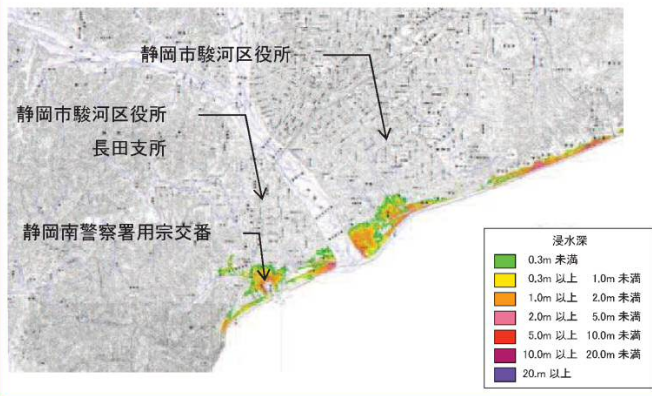 静岡市駿河区役所
静岡市駿河区役所
長田支所
静岡南警察署用宗交番
浸水深
0.3m 未満
0.3m 以上 1.0m 未満
1.0m 以上 2.0m 未満
2.0m 以上 5.0m 未満
5.0m 以上 10.0m 未満
10.0m 以上 20.0m 未満
20.m 以上